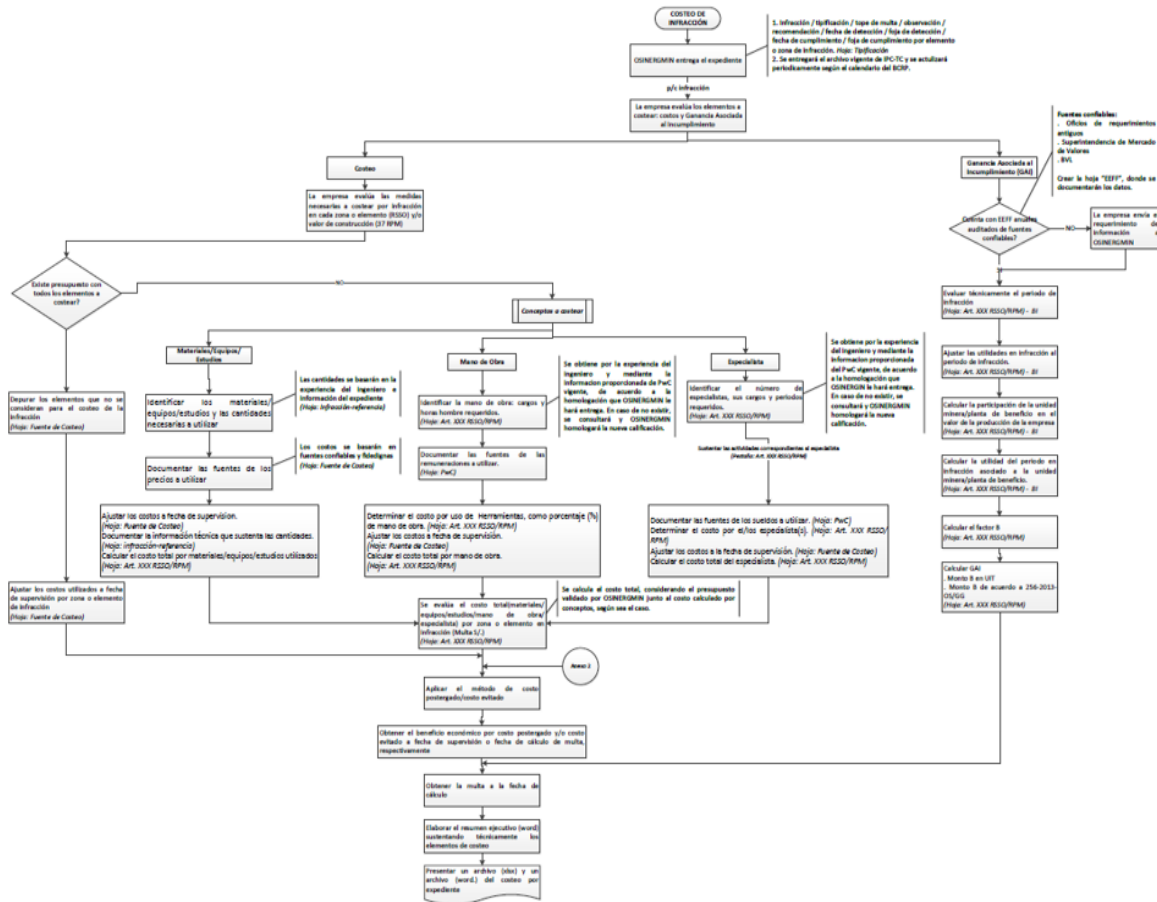 COSTEO DE
INFRACCIÓN
1. Infracción / tipificación / tope de multa / observación /
recomendación / fecha de detección / foja de detección /
fecha de cumplimiento / foja de cumplimiento por elemento
o zona de infracción. Hoja: Tipificación
2. Se entregará el archivo vigente de IPC-TC y se actulizará
periodicamente según el calendario del BCRP.
OSINERGMIN entrega el expediente
p/c infracción
La empresa evalúa los elementos a
costear: costos y Ganancia Asociada
al Incumplimiento
Fuentes confiables:
. Oficios de requerimientos
antiguos
. Superintendencia de Mercado
de Valores
. BVL
Crear la hoja "EEFF", donde se
documentarán los datos.
Costeo
Ganancia Asociada al
Incumplimiento (GAI)
La empresa evalúa las medidas
necesarias a costear por infracción
en cada zona o elemento (RSSO) y/o
valor de construcción (37 RPM)
Cuenta con EEFF anuales
auditados de fuentes
confiables?
NO
La empresa envía el
requerimiento de
información a
OSINERGMIN
Existe presupuesto con
todos los elementos a
costear?
NO
Conceptos a costear
Evaluar técnicamente el periodo de
infracción
(Hoja: Art. XXX RSSO/RPM) - BI
Materiales/Equipos/
Estudios
Mano de Obra
Especialista
Se obtiene por la experiencia del
ingeniero y mediante la
informacion proporcionada de PwC
vigente, de acuerdo a la
homologación que OSINERGMIN le
hará entrega. En caso de no existir,
se consultará y OSINERGMIN
homologará la nueva calificación.
Se obtiene por la experiencia
del ingeniero y mediante la
informacion proporcionada
del PwC vigente, de acuerdo
a la homologación que
OSINERGIN le hará entrega.
En caso de no existir, se
consultará y OSINERGMIN
homologará la nueva
calificación.
Ajustar las utilidades en infracción al
periodo de infracción.
(Hoja: Art. XXX RSSO/RPM) - BI
Las cantidades se basarán en la
experiencia del ingeniero e
información del expediente
(Hoja: Infracción-referencia)
Depurar los elementos que no se
consideran para el costeo de la
infracción
(Hoja: Fuente de Costeo)
Identificar los materiales/
equipos/estudios y las cantidades
necesarias a utilizar
Identificar la mano de obra: cargos y
horas hombre requeridos.
(Hoja: Art. XXX RSSO/RPM)
Identificar el número de
especialistas, sus cargos y periodos
requeridos.
(Hoja: Art. XXX RSSO/RPM)
Calcular la participación de la unidad
minera/planta de beneficio en el
valor de la producción de la empresa
(Hoja: Art. XXX RSSO/RPM) - BI
Los costos se basarán en
fuentes confiables y fidedignas
(Hoja: Fuente de Costeo)
Documentar las fuentes de los
precios a utilizar
Documentar las fuentes de las
remuneraciones a utilizar.
(Hoja: PwC)
Sustentar las actividades correspondientes al especialista
(Pestaña: Art. XXX RSSO/RPM)
Calcular la utilidad del periodo en
infracción asociado a la unidad
minera/planta de beneficio.
(Hoja: Art. XXX RSSO/RPM) - BI
Ajustar los costos a fecha de supervision.
(Hoja: Fuente de Costeo)
Documentar la información técnica que sustenta las cantidades.
(Hoja: infracción-referencia)
Calcular el costo total por materiales/equipos/estudios utilizados
(Hoja: Art. XXX RSSO/RPM)
Determinar el costo por uso de Herramientas, como porcentaje (%)
de mano de obra. (Hoja: Art. XXX RSSO/RPM)
Ajustar los costos a fecha de supervisión.
(Hoja: Fuente de Costeo)
Calcular el costo total por mano de obra.
(Hoja: Art. XXX RSSO/RPM)
Documentar las fuentes de los sueldos a utilizar. (Hoja: PwC)
Determinar el costo por el/los especialista(s). (Hoja: Art. XXX RSSO/
RPM)
Ajustar los costos a la fecha de supervisión. (Hoja: Fuente de Costeo)
Calcular el costo total del especialista. (Hoja: Art. XXX RSSO/RPM)
Calcular el factor B
(Hoja: Art. XXX RSSO/RPM)
Calcular GAI
. Monto B en UIT
. Monto B de acuerdo a 256-2013-
OS/GG
(Hoja: Art. XXX RSSO/RPM)
Ajustar los costos utilizados a fecha
de supervisión por zona o elemento
de infracción
(Hoja: Fuente de Costeo)
Se evalúa el costo total(materiales/
equipos/estudios/mano de obra/
especialista) por zona o elemento en
infracción (Multa S/.)
(Hoja: Art. XXX RSSO/RPM)
Se calcula el costo total, considerando el presupuesto
validado por OSINERGMIN junto al costo calculado por
conceptos, según sea el caso.
Anexo 3
Aplicar el método de costo
postergado/costo evitado
Obtener el beneficio económico por costo postergado y/o costo
evitado a fecha de supervisión o fecha de cálculo de multa,
respectivamente
Obtener la multa a la fecha de
cálculo
Elaborar el resumen ejecutivo (word)
sustentando técnicamente los
elementos de costeo
Presentar un archivo (xlsx) y un
archivo (word.) del costeo por
expediente